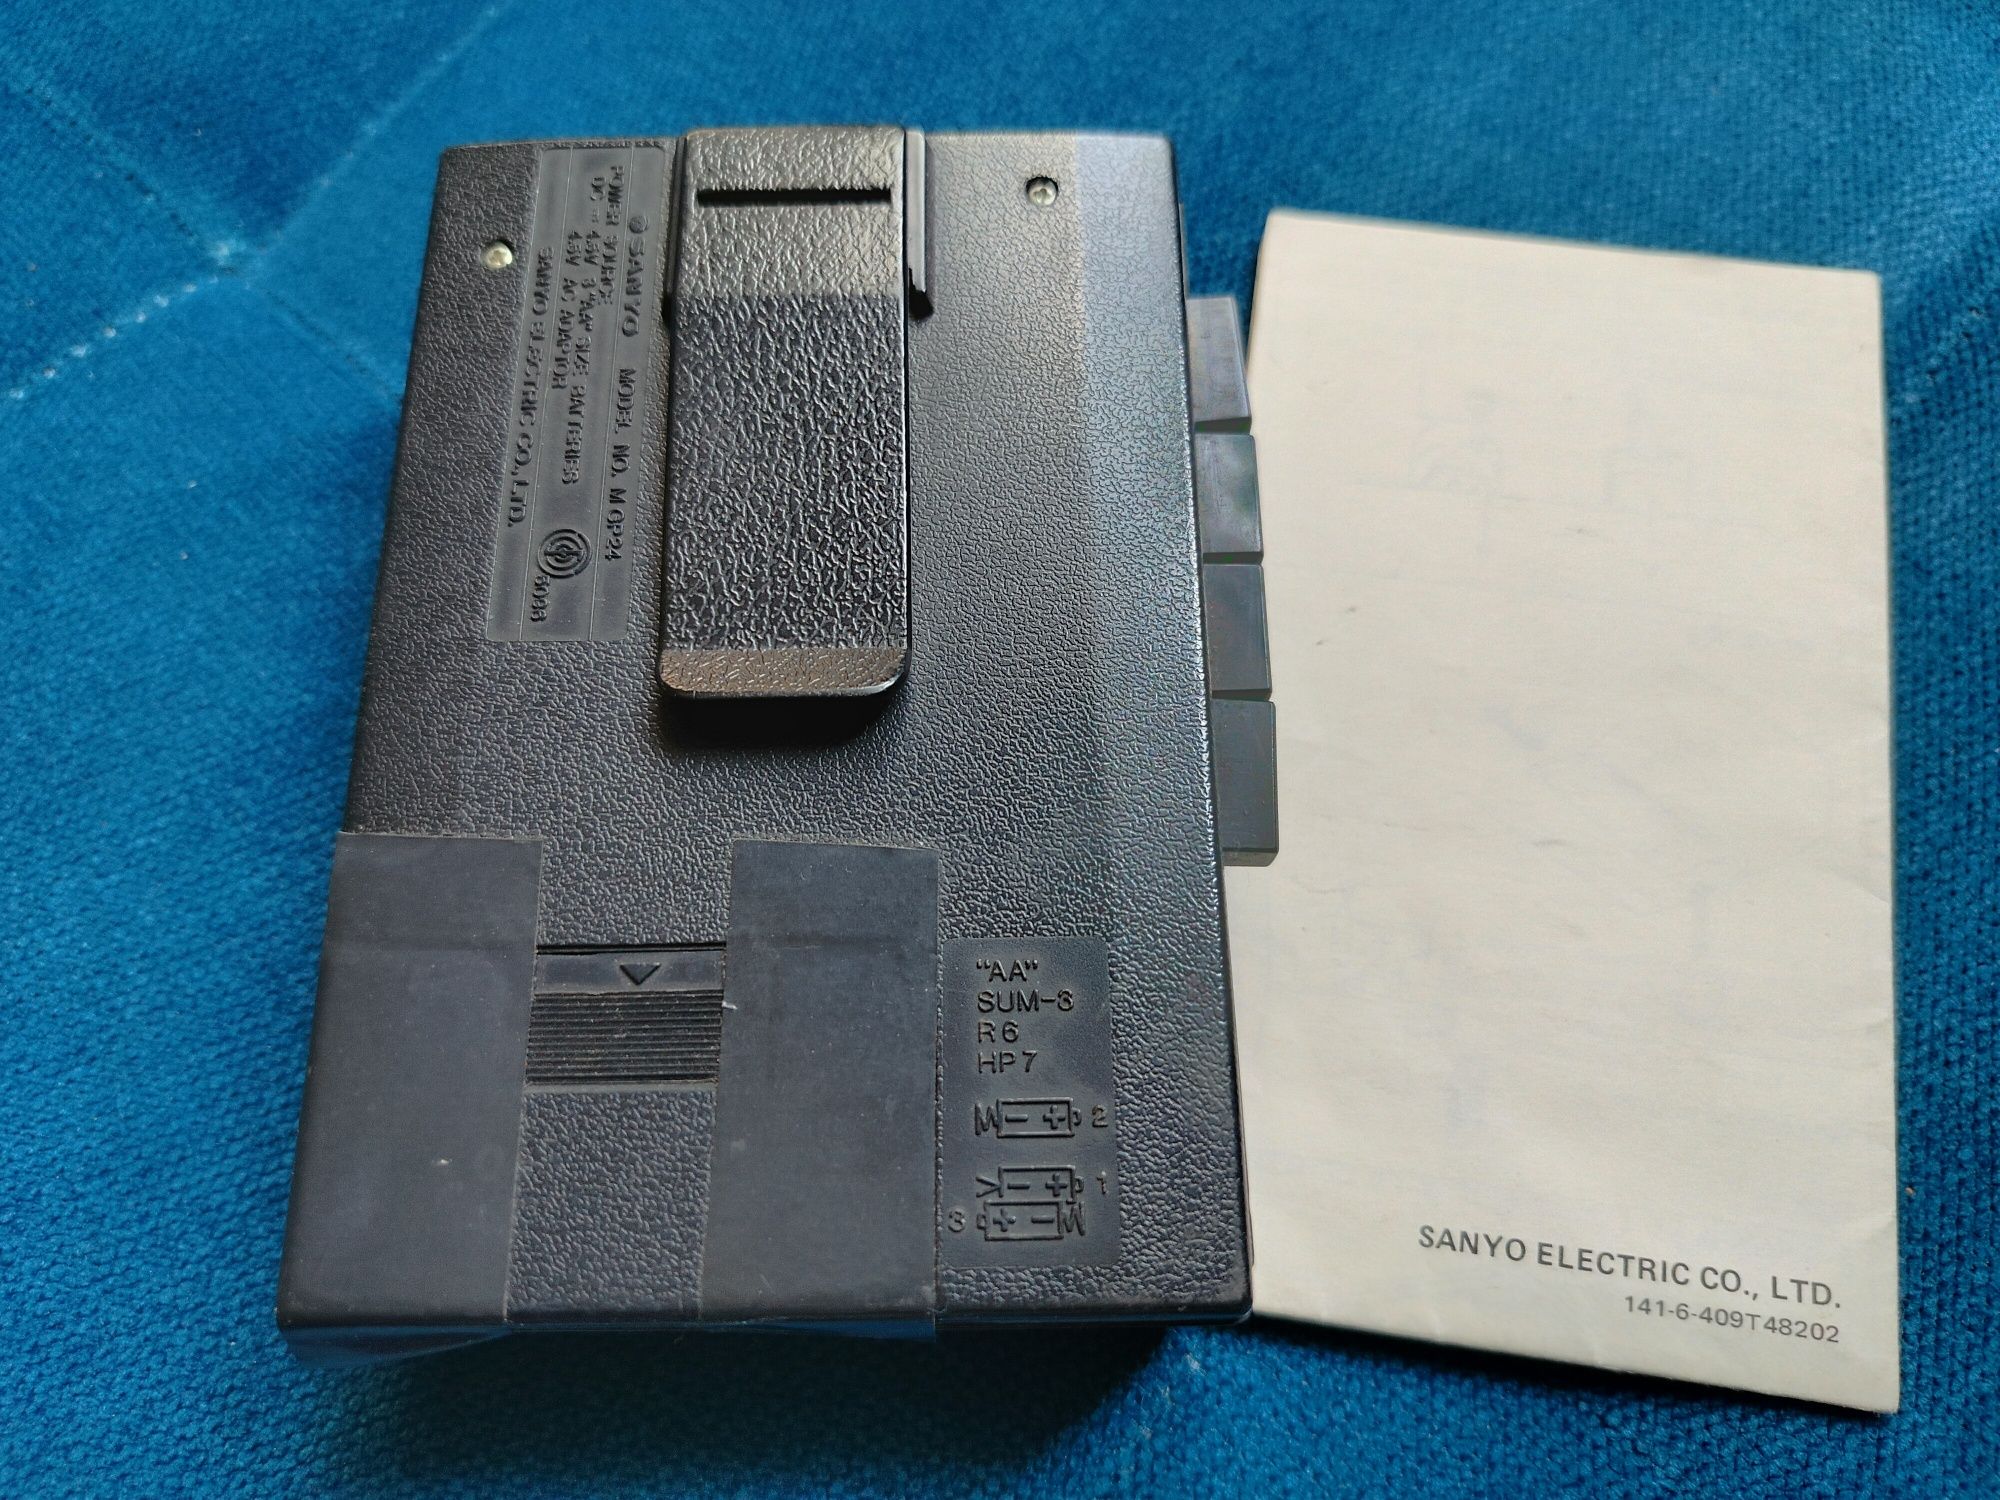 SANYO MODEL NO. M GP24
POWER SOURCE
DC = 4.5V 3 "AA" SIZE BATTERIES
4.5V AC ADAPTOR
SANYO ELECTRIC CO., LTD.
6086
"AA"
SUM-3
R6
HP7
− + 2
− + 1
3 + −
SANYO ELECTRIC CO., LTD.
141-6-409T48202